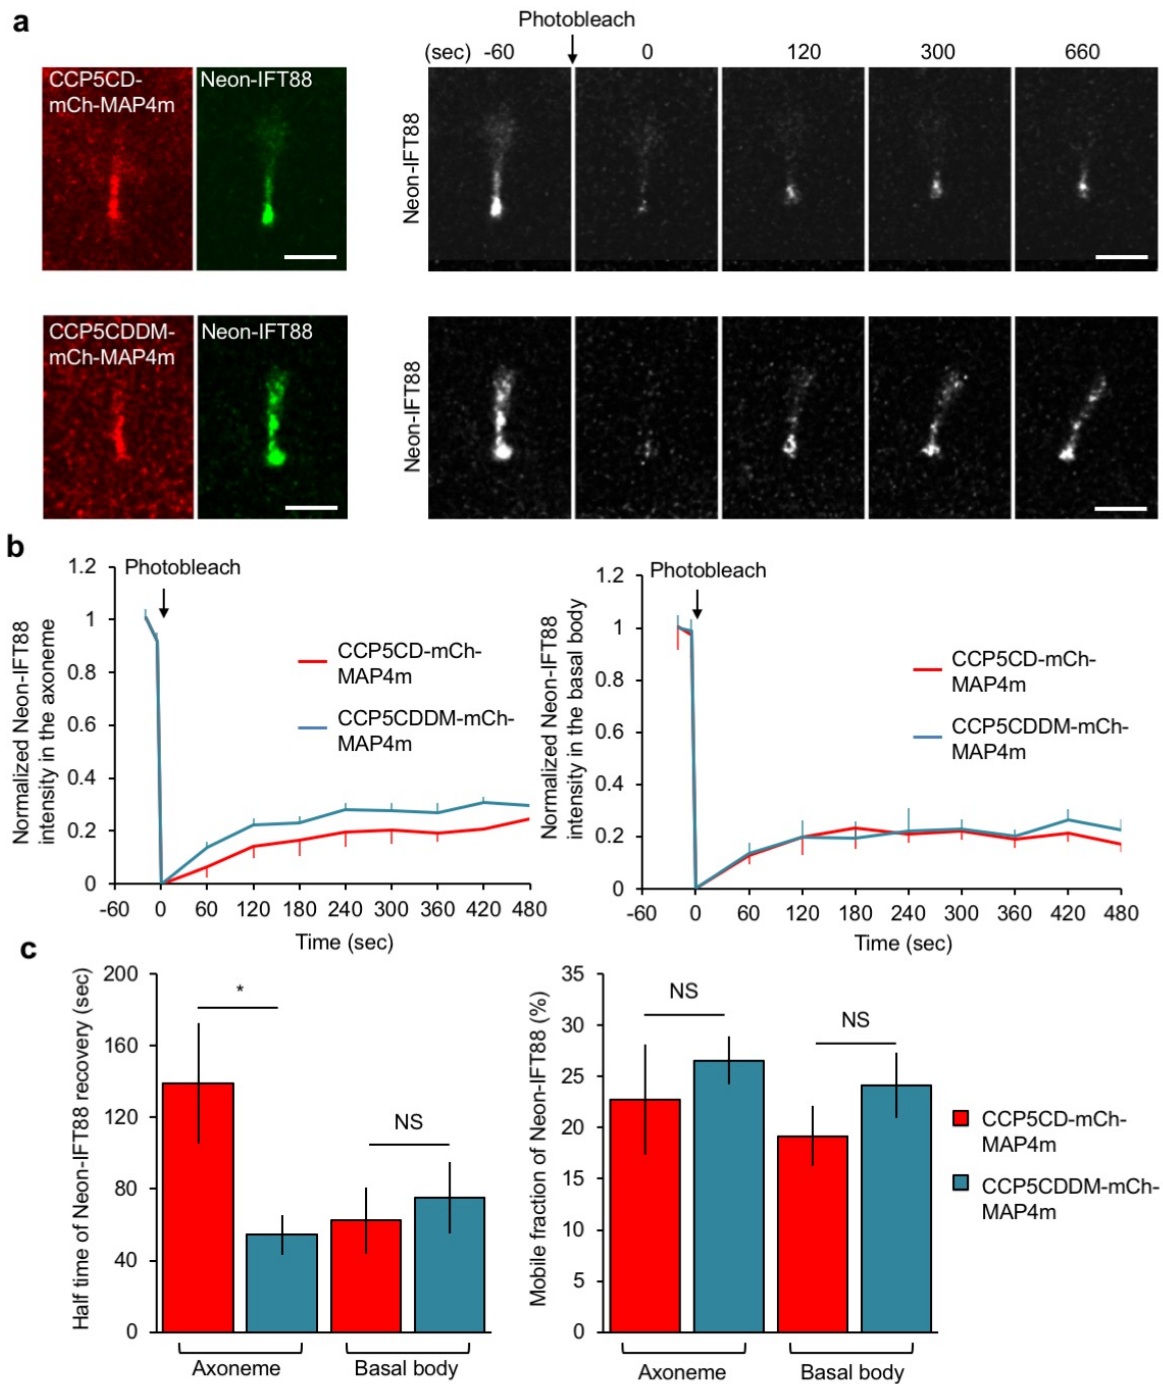 a
Photobleach
(sec) -60 0 120 300 660
CCP5CD-
mCh-MAP4m
Neon-IFT88
Neon-IFT88
CCP5CDDM-
mCh-MAP4m
Neon-IFT88
Neon-IFT88
b
Normalized Neon-IFT88
intensity in the axoneme
1.2
1
0.8
0.6
0.4
0.2
0
Photobleach
CCP5CD-mCh-
MAP4m
CCP5CDDM-mCh-
MAP4m
-60 0 60 120 180 240 300 360 420 480
Time (sec)
Normalized Neon-IFT88
intensity in the basal body
1.2
1
0.8
0.6
0.4
0.2
0
Photobleach
CCP5CD-mCh-
MAP4m
CCP5CDDM-mCh-
MAP4m
-60 0 60 120 180 240 300 360 420 480
Time (sec)
c
Half time of Neon-IFT88 recovery (sec)
200
160
120
80
40
0
*
NS
Axoneme
Basal body
Mobile fraction of Neon-IFT88 (%)
35
30
25
20
15
10
5
0
NS
NS
Axoneme
Basal body
CCP5CD-mCh-
MAP4m
CCP5CDDM-mCh-
MAP4m